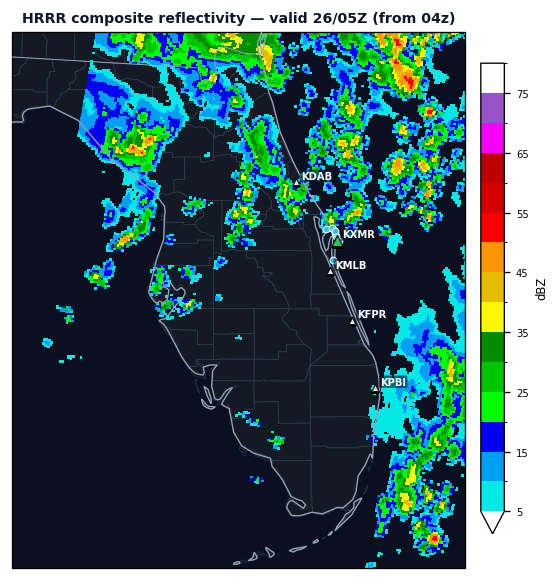 HRRR composite reflectivity — valid 26/05Z (from 04z)
KDAB
KXMR
KMLB
KFPR
KPBI
75
65
55
45
35
25
15
5
dBZ